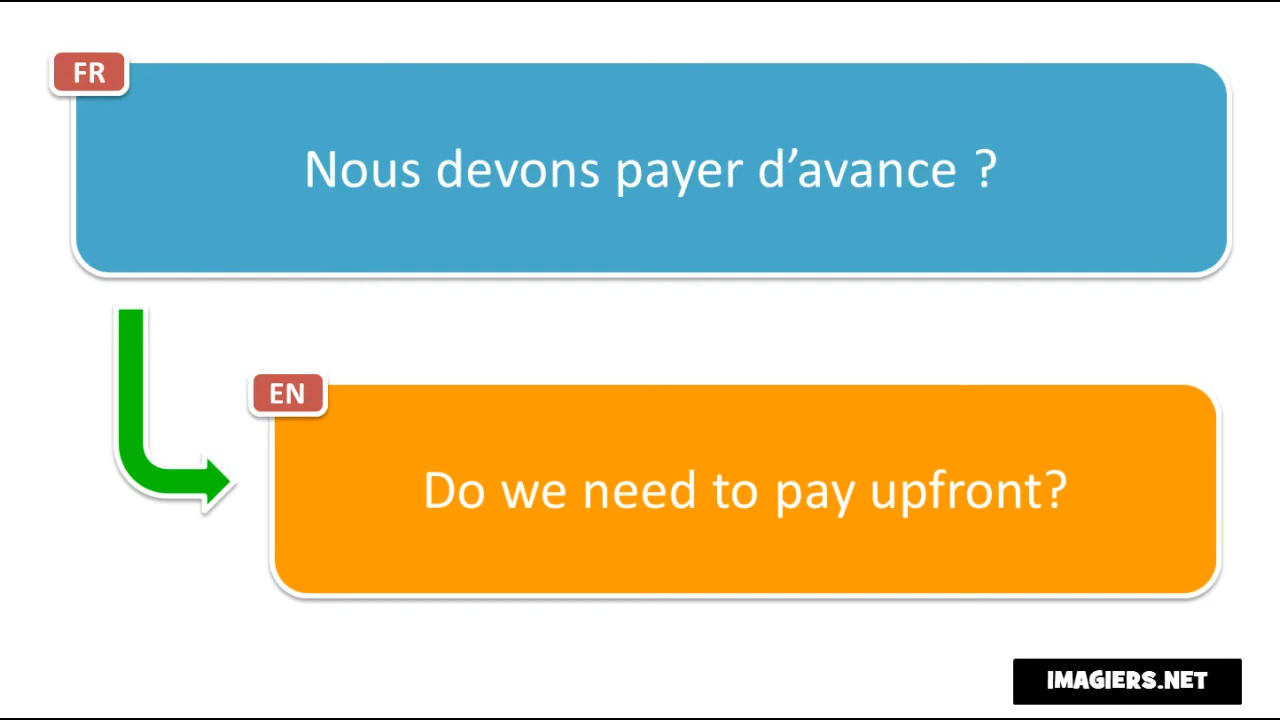 FR
Nous devons payer d’avance ?
EN
Do we need to pay upfront?
IMAGIERS.NET